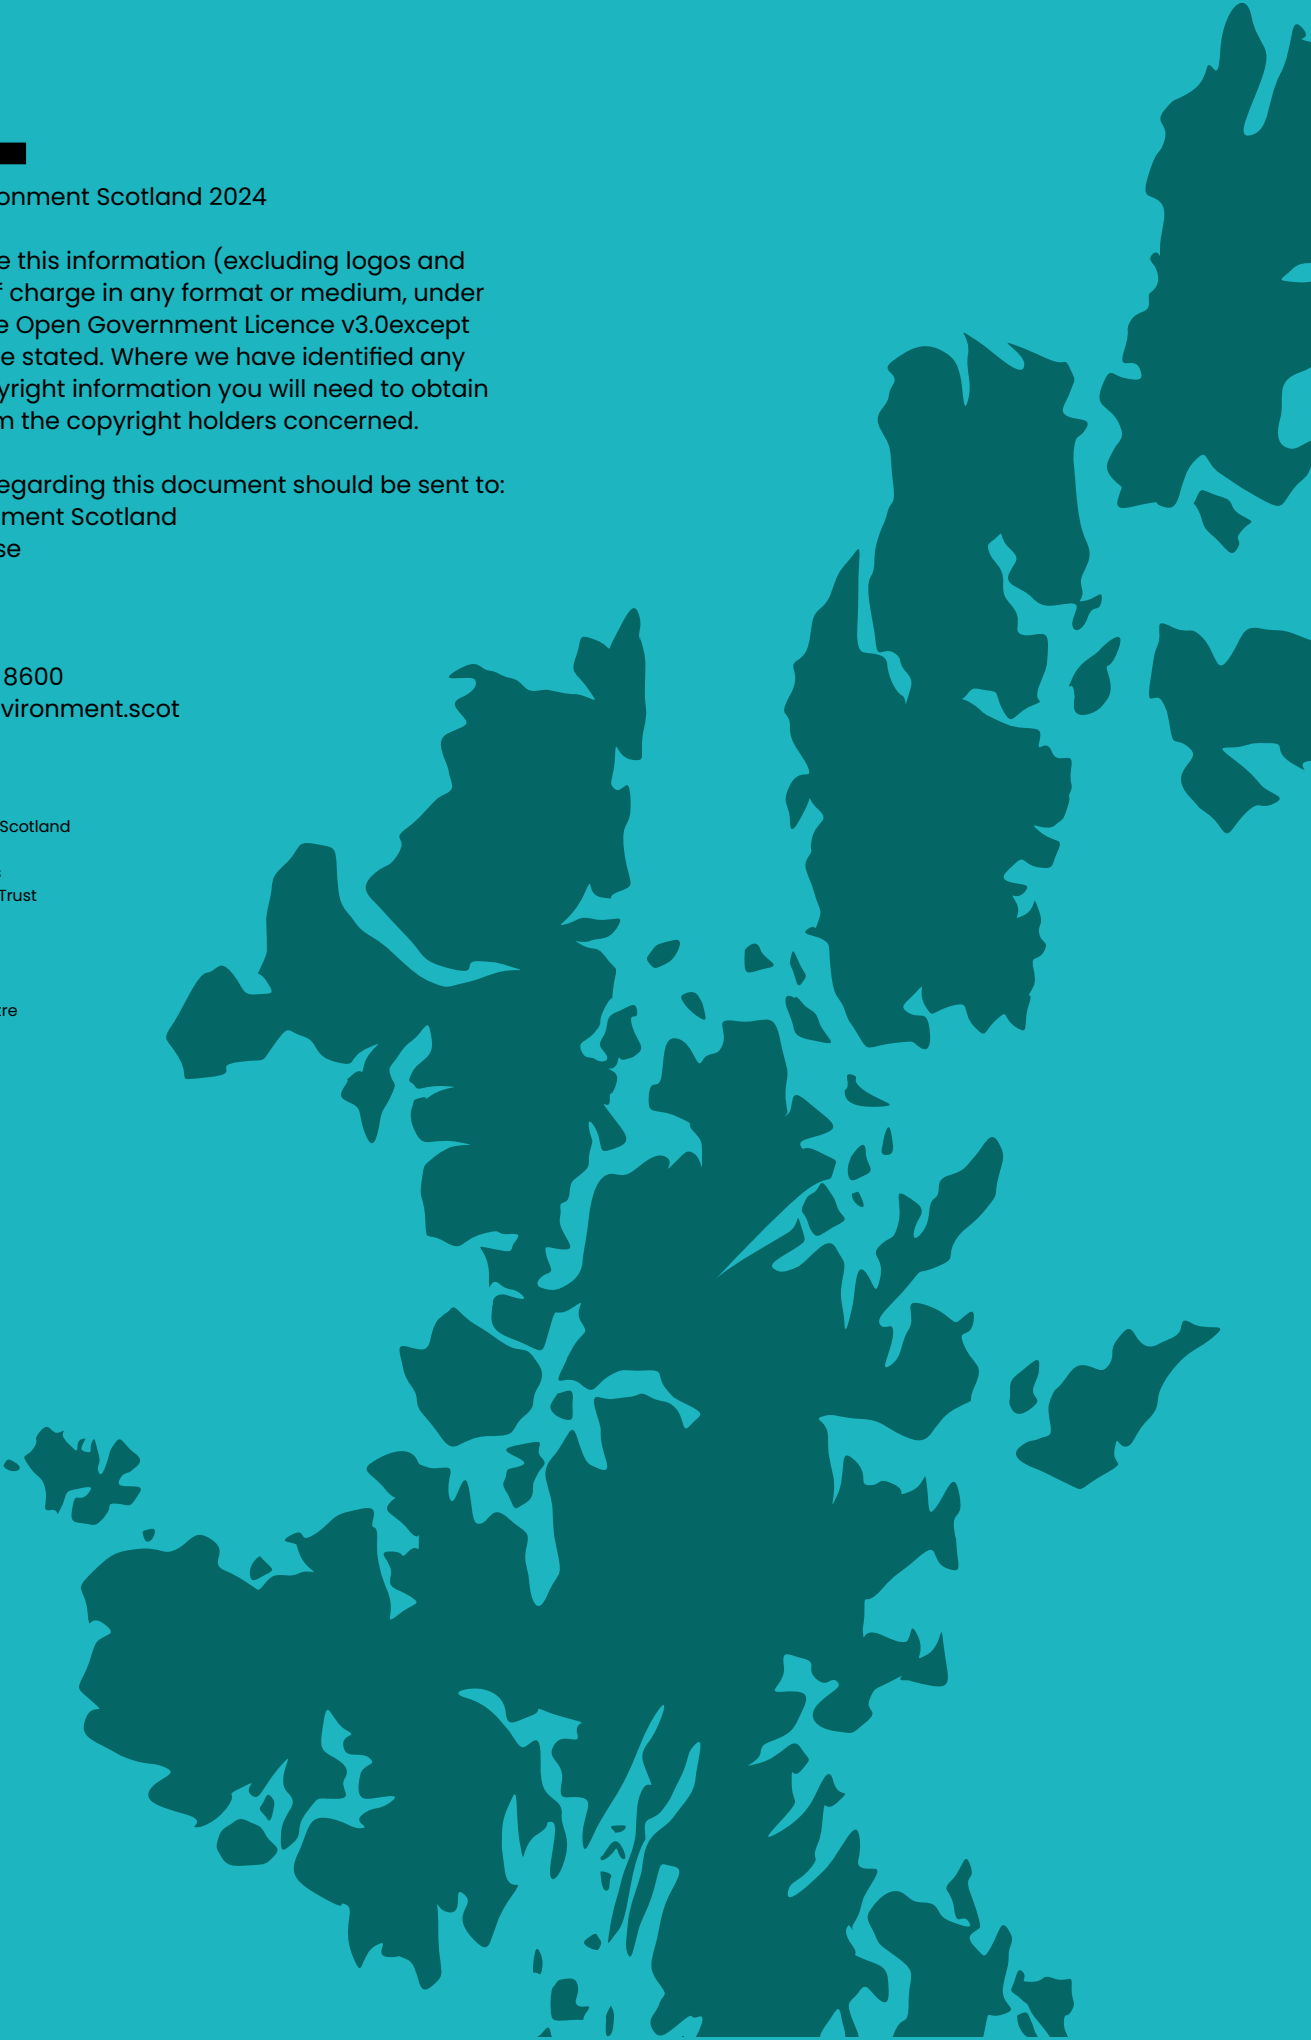 onment Scotland 2024
e this information (excluding logos and
f charge in any format or medium, under
e Open Government Licence v3.0except
e stated. Where we have identified any
yright information you will need to obtain
m the copyright holders concerned.
egarding this document should be sent to:
ment Scotland
se
8600
vironment.scot
Scotland
s
Trust
tre